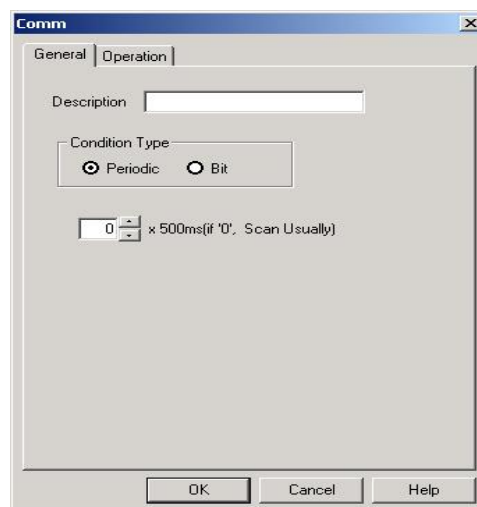 Comm
General Operation
Description
Condition Type
Periodic Bit
0 x 500ms(if '0', Scan Usually)
OK Cancel Help